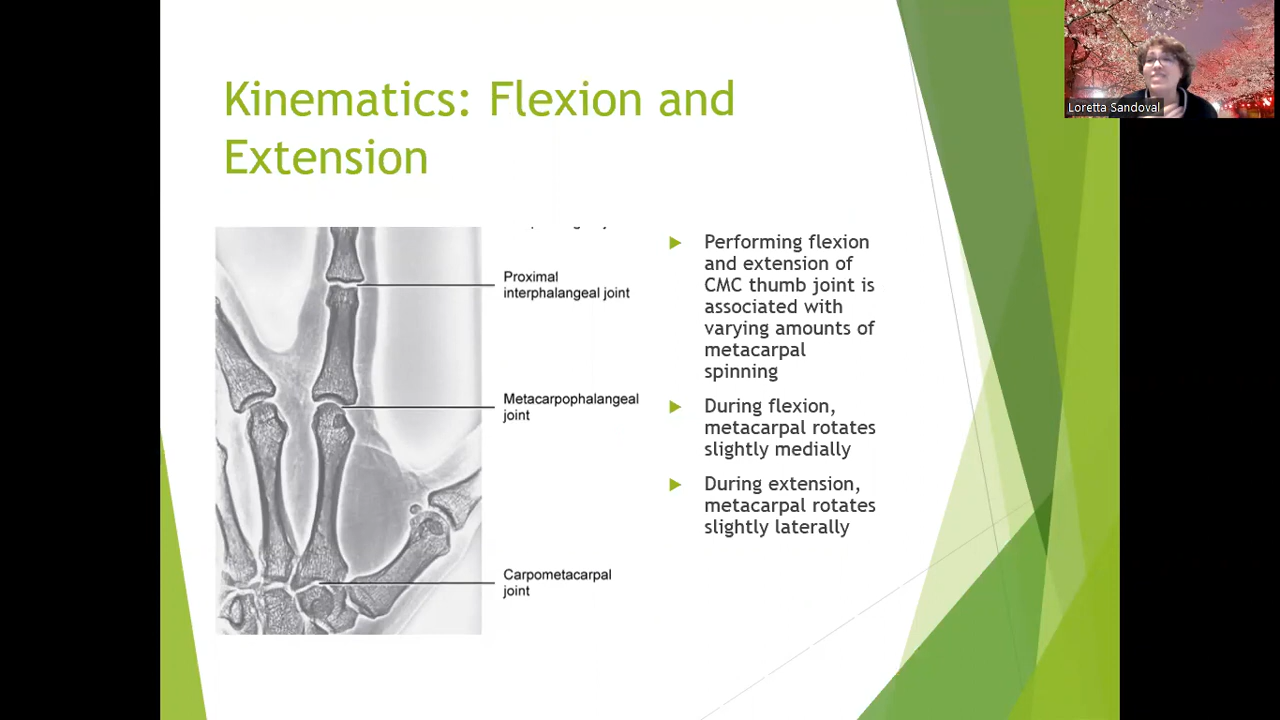 Kinematics: Flexion and
Extension
Loretta Sandoval
Proximal
interphalangeal joint
Metacarpophalangeal
joint
Carpometacarpal
joint
Performing flexion
and extension of
CMC thumb joint is
associated with
varying amounts of
metacarpal
spinning
During flexion,
metacarpal rotates
slightly medially
During extension,
metacarpal rotates
slightly laterally